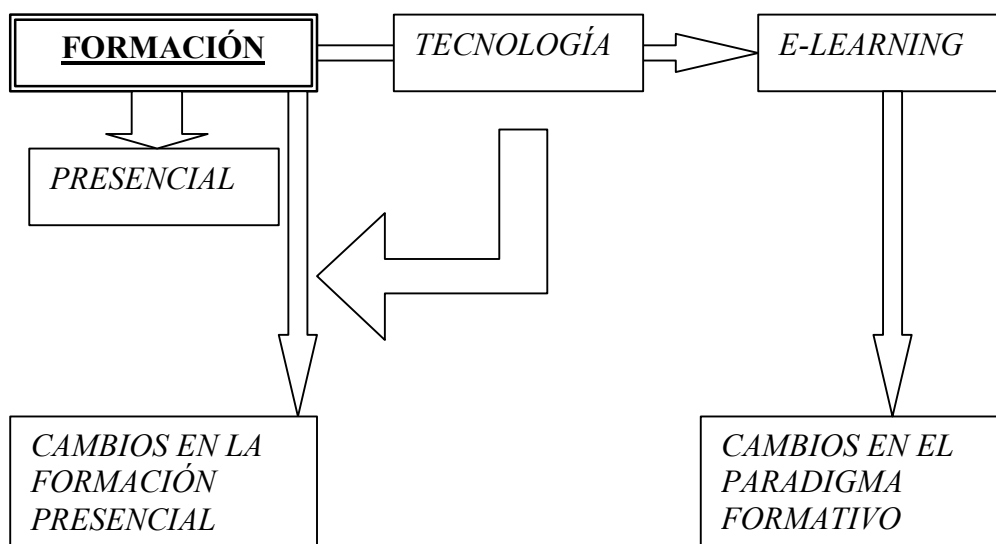 FORMACIÓN
TECNOLOGÍA
E-LEARNING
PRESENCIAL
CAMBIOS EN LA
FORMACIÓN
PRESENCIAL
CAMBIOS EN EL
PARADIGMA
FORMATIVO